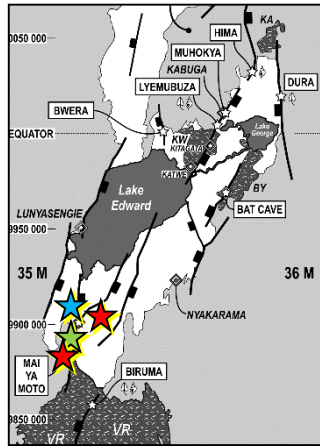 0050 000
KA
HIMA
MUHOKYA
KABUGA
LYEMUBUZA
DURA
BWERA
EQUATOR
KW
KITAGATA
Lake
George
KATWE
BY
Lake
Edward
BAT CAVE
LUNYASENGIE
9950 000
35 M
36 M
NYAKARAMA
9900 000
MAI
YA
MOTO
BIRUMA
VR
VR
9850 000